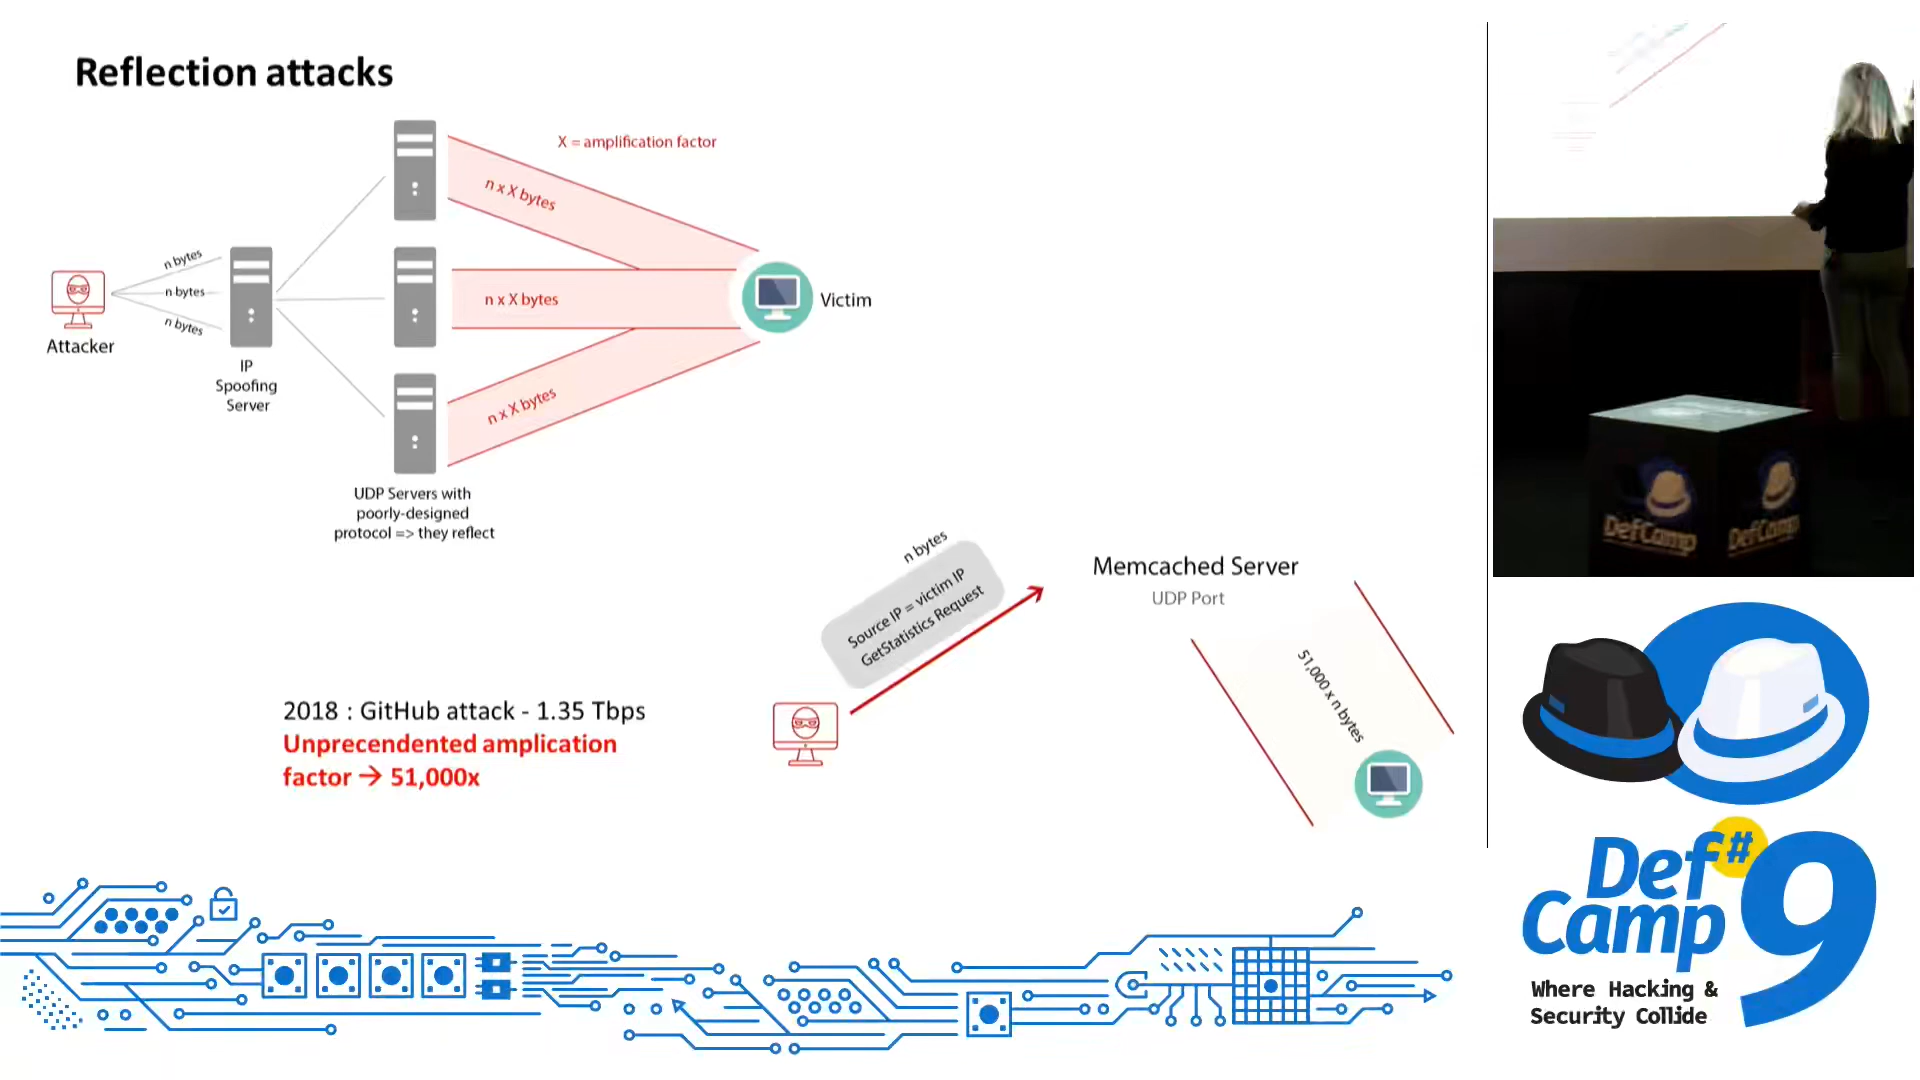 Reflection attacks
X = amplification factor
n x X bytes
n bytes
n bytes
n bytes
n x X bytes
Victim
Attacker
IP
Spoofing
Server
n x X bytes
UDP Servers with
poorly-designed
protocol => they reflect
n bytes
Source IP = victim IP
GetStatistics Request
Memcached Server
UDP Port
51,000 x n bytes
2018 : GitHub attack - 1.35 Tbps
Unprecendented amplication
factor → 51,000x
DefCamp
DefCamp
Def
#9
Camp
Where Hacking &
Security Collide